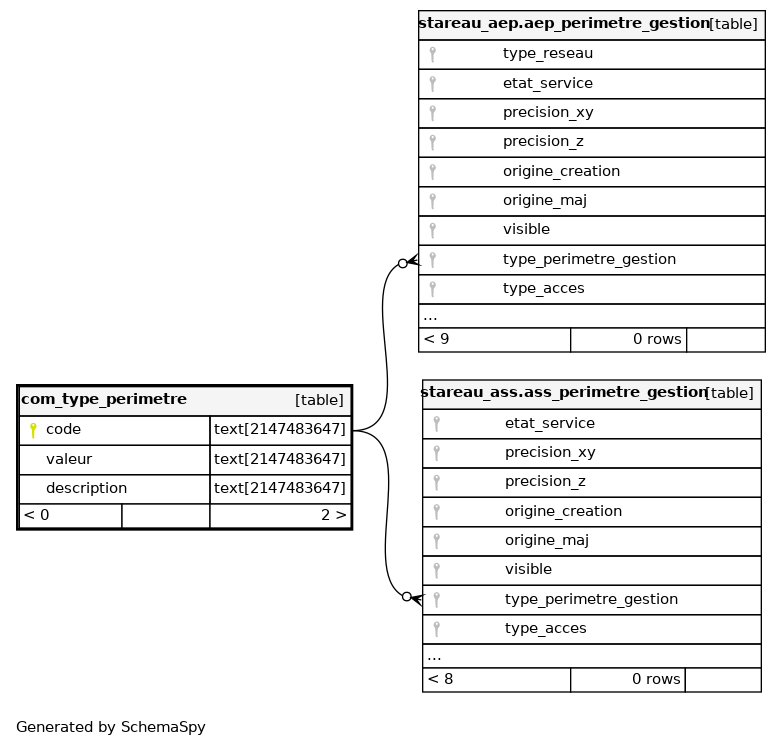 stareau_aep.aep_perimetre_gestion [table]
type_reseau
etat_service
precision_xy
precision_z
origine_creation
origine_maj
visible
type_perimetre_gestion
type_acces
...
< 9 0 rows
com_type_perimetre [table]
code text[2147483647]
valeur text[2147483647]
description text[2147483647]
< 0 2 >
stareau_ass.ass_perimetre_gestion [table]
etat_service
precision_xy
precision_z
origine_creation
origine_maj
visible
type_perimetre_gestion
type_acces
...
< 8 0 rows
Generated by SchemaSpy